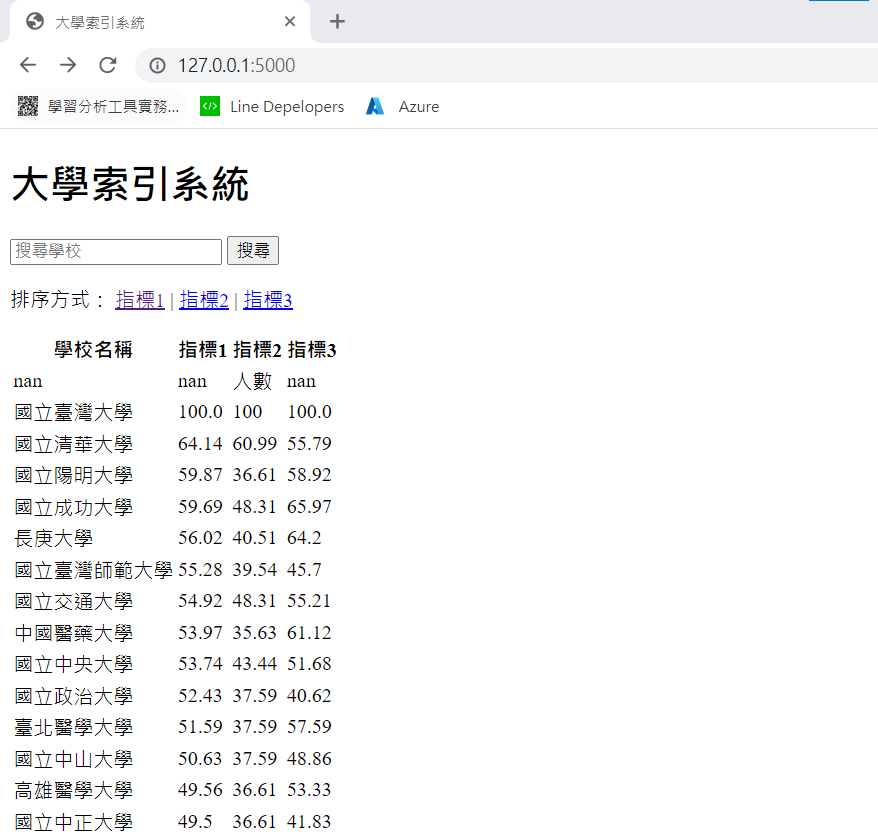 大學索引系統
127.0.0.1:5000
學習分析工具實務... Line Depelopers Azure
大學索引系統
搜尋學校 搜尋
排序方式： 指標1 | 指標2 | 指標3
學校名稱 指標1 指標2 指標3
nan nan 人數 nan
國立臺灣大學 100.0 100 100.0
國立清華大學 64.14 60.99 55.79
國立陽明大學 59.87 36.61 58.92
國立成功大學 59.69 48.31 65.97
長庚大學 56.02 40.51 64.2
國立臺灣師範大學 55.28 39.54 45.7
國立交通大學 54.92 48.31 55.21
中國醫藥大學 53.97 35.63 61.12
國立中央大學 53.74 43.44 51.68
國立政治大學 52.43 37.59 40.62
臺北醫學大學 51.59 37.59 57.59
國立中山大學 50.63 37.59 48.86
高雄醫學大學 49.56 36.61 53.33
國立中正大學 49.5 36.61 41.83